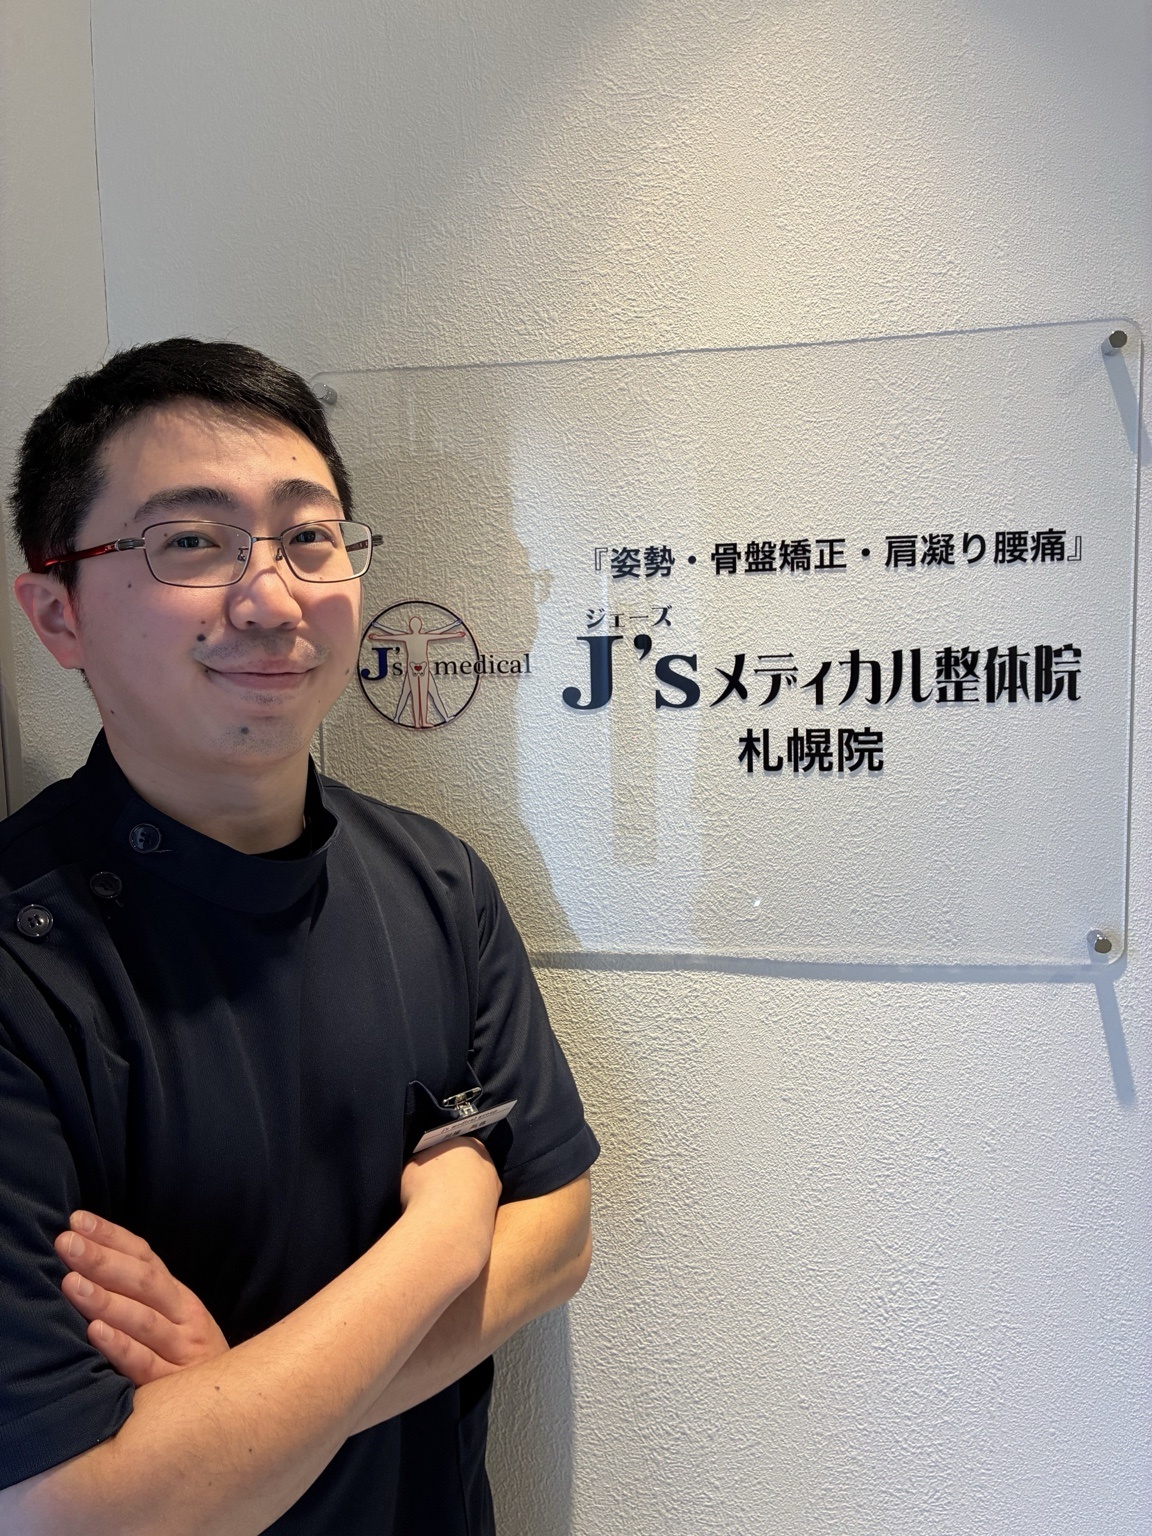 『姿勢・骨盤矯正・肩凝り腰痛』
ジェーズ
J's medical
J'sメディカル整体院
札幌院